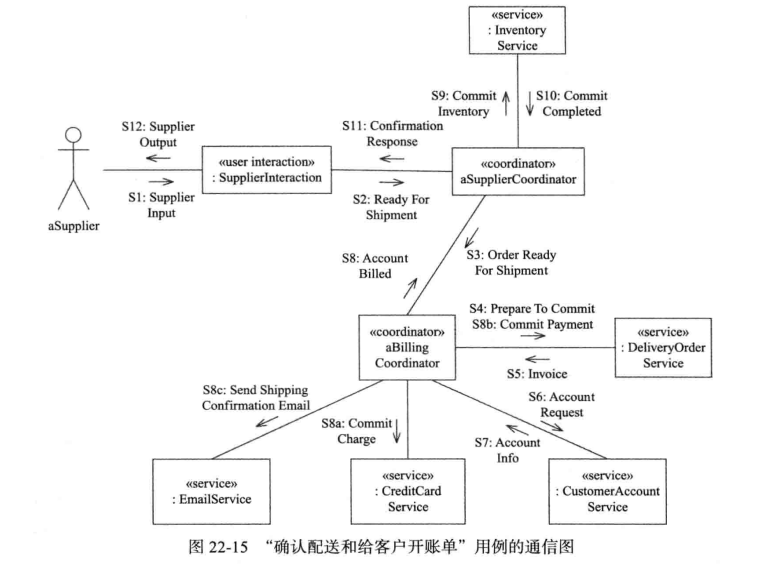 «service»
: Inventory
Service
S9: Commit
Inventory
S10: Commit
Completed
S12: Supplier
Output
S11: Confirmation
Response
«user interaction»
: SupplierInteraction
«coordinator»
aSupplierCoordinator
S1: Supplier
Input
S2: Ready For
Shipment
aSupplier
S8: Account
Billed
S3: Order Ready
For Shipment
S4: Prepare To Commit
S8b: Commit Payment
«coordinator»
aBilling
Coordinator
«service»
: DeliveryOrder
Service
S5: Invoice
S8c: Send Shipping
Confirmation Email
S6: Account
Request
S8a: Commit
Charge
S7: Account
Info
«service»
: EmailService
«service»
: CreditCard
Service
«service»
: CustomerAccount
Service
图 22-15 “确认配送和给客户开账单”用例的通信图